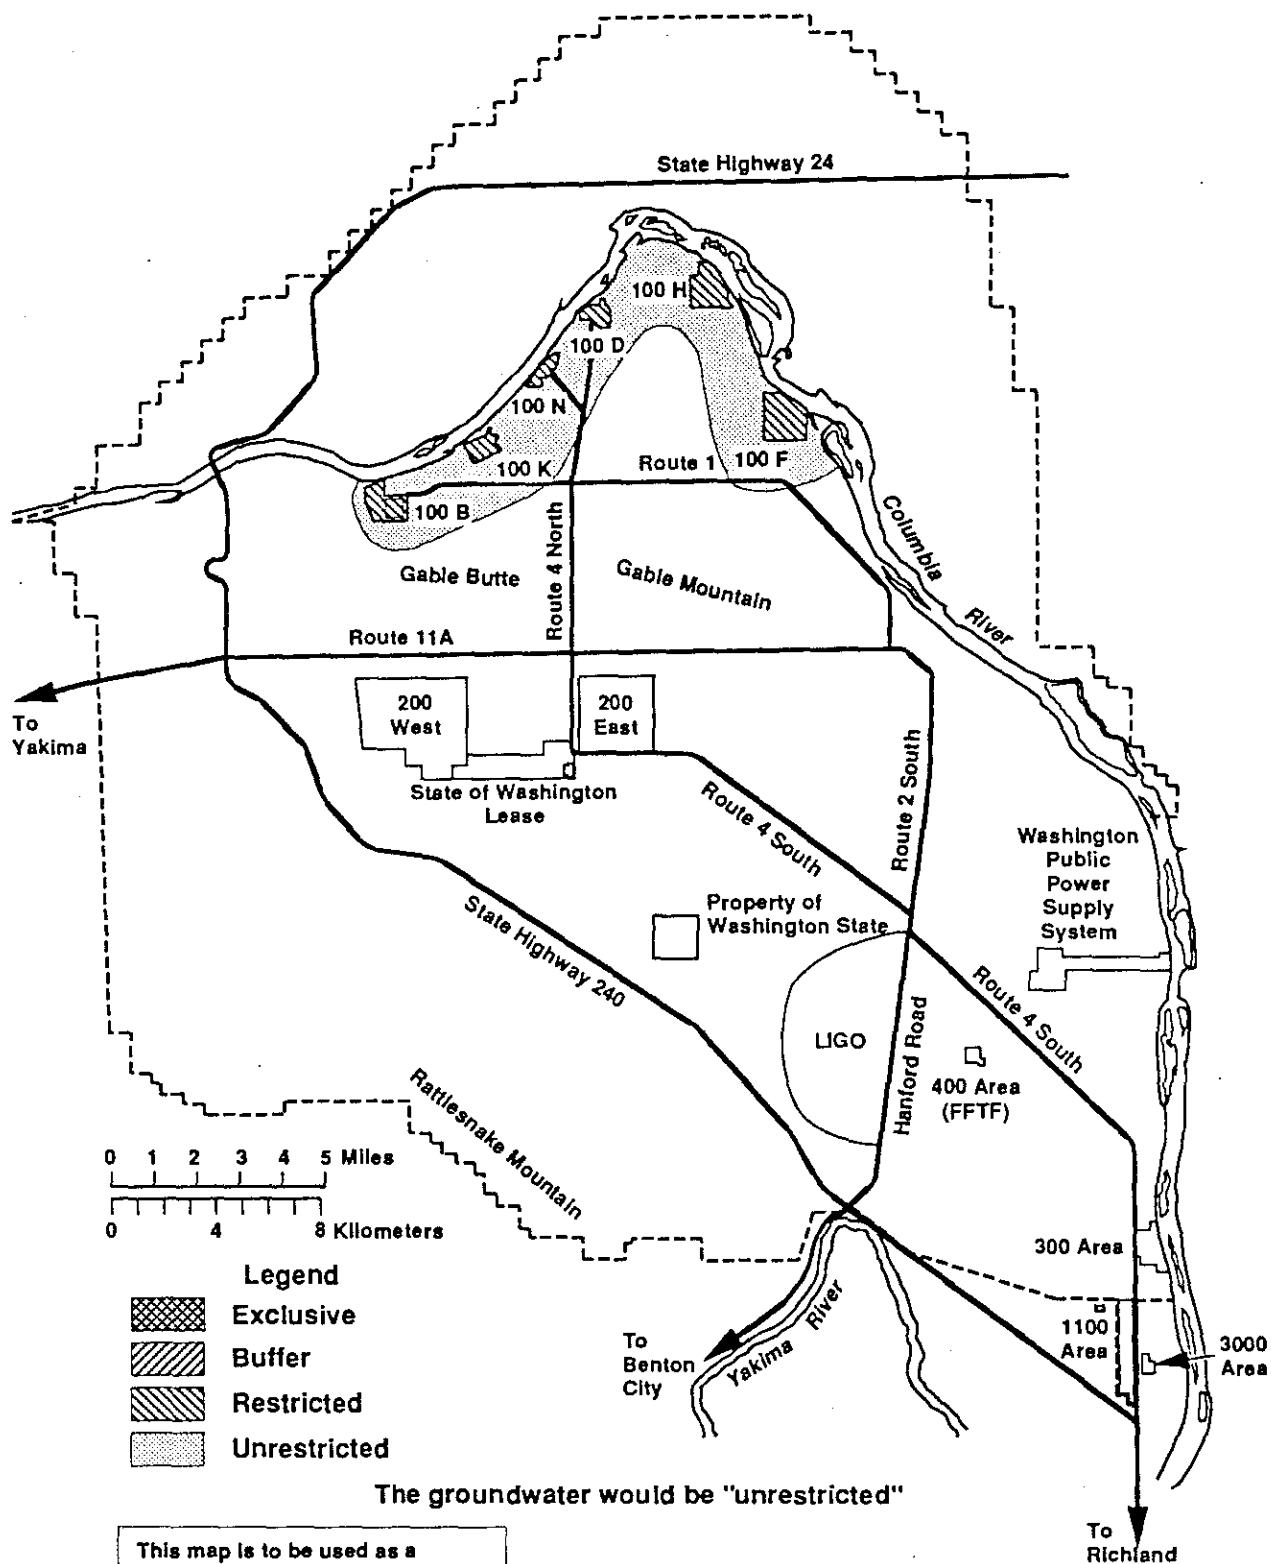 State Highway 24
100 H
100 D
100 N
100 K
100 F
100 B
Route 1
Columbia
River
Route 4 North
Gable Butte
Gable Mountain
Route 11A
To
Yakima
200
West
200
East
State of Washington
Lease
Route 4 South
Route 2 South
Washington
Public
Power
Supply
System
Property of
Washington State
State Highway 240
Route 4 South
LIGO
Hanford Road
400 Area
(FFTF)
Rattlesnake Mountain
0 1 2 3 4 5 Miles
0 4 8 Kilometers
300 Area
1100
Area
3000
Area
To
Benton
City
Yakima
River
Legend
Exclusive
Buffer
Restricted
Unrestricted
The groundwater would be "unrestricted"
To
Richland
This map is to be used as a